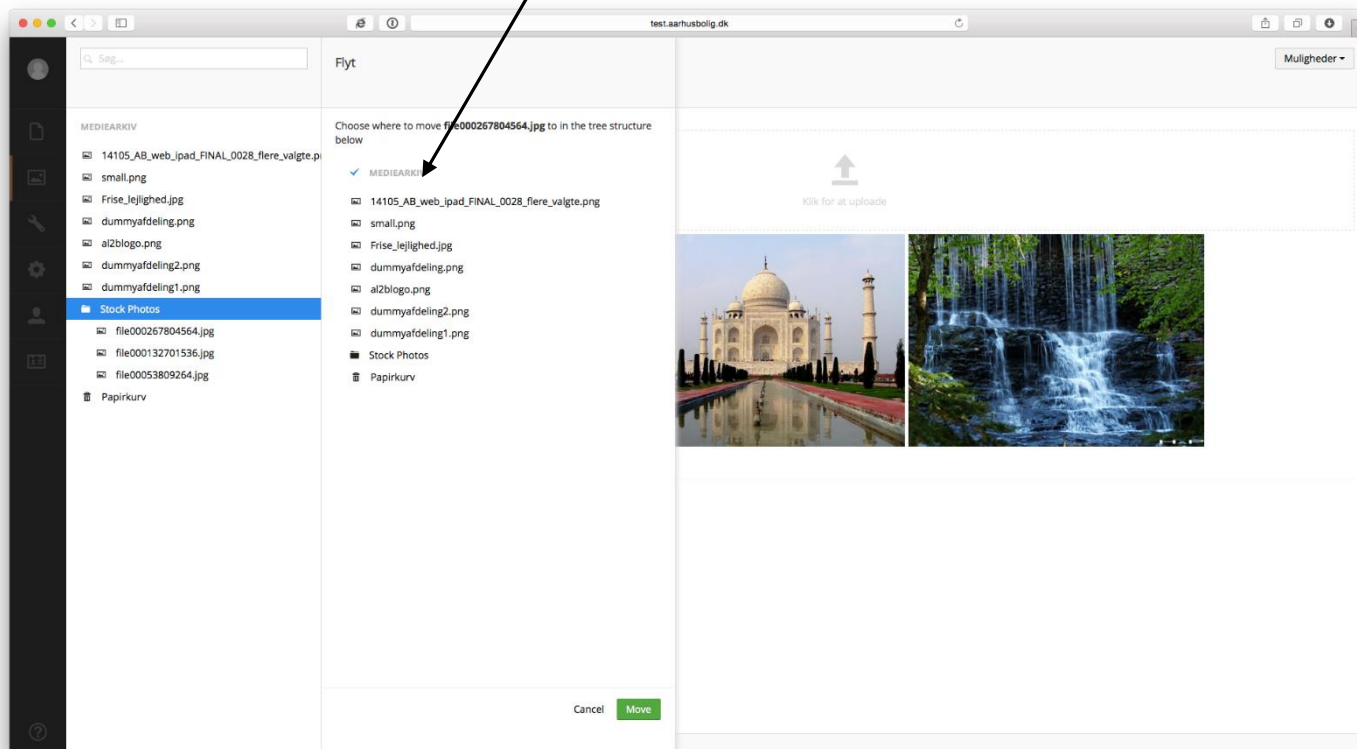 test.aarhusbolig.dk
Søg...
MEDIEARKIV
14105_AB_web_ipad_FINAL_0028_flere_valgte.pn
small.png
Frise_lejlighed.jpg
dummyafdeling.png
al2blogo.png
dummyafdeling2.png
dummyafdeling1.png
Stock Photos
file000267804564.jpg
file000132701536.jpg
file00053809264.jpg
Papirkurv
Flyt
Choose where to move file000267804564.jpg to in the tree structure
below
MEDIEARKIV
14105_AB_web_ipad_FINAL_0028_flere_valgte.png
small.png
Frise_lejlighed.jpg
dummyafdeling.png
al2blogo.png
dummyafdeling2.png
dummyafdeling1.png
Stock Photos
Papirkurv
Cancel
Move
Muligheder
Klik for at uploade